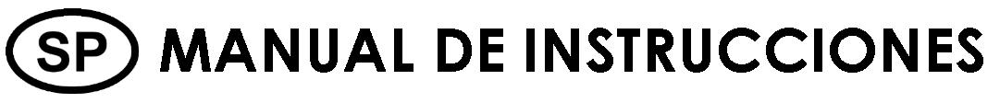 SP MANUAL DE INSTRUCCIONES